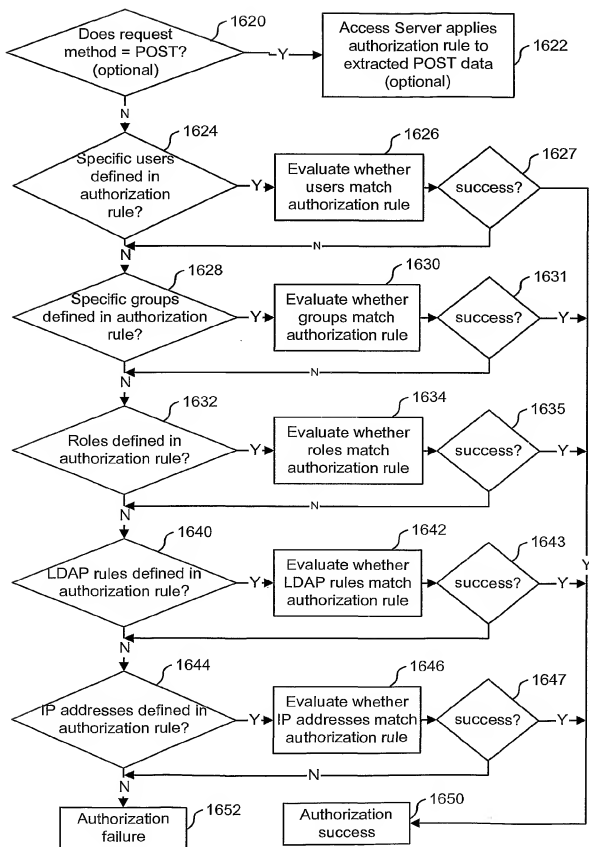 Does request
method = POST?
(optional)
1620
Y
Access Server applies
authorization rule to
extracted POST data
(optional)
1622
N
Specific users
defined in
authorization
rule?
1624
Y
Evaluate whether
users match
authorization rule
1626
success?
1627
N
N
Specific groups
defined in authorization
rule?
1628
Y
Evaluate whether
groups match
authorization rule
1630
success?
1631
Y
N
N
Roles defined in
authorization rule?
1632
Y
Evaluate whether
roles match
authorization rule
1634
success?
1635
Y
N
N
LDAP rules defined in
authorization rule?
1640
Y
Evaluate whether
LDAP rules match
authorization rule
1642
success?
1643
Y
Y
N
N
IP addresses defined in
authorization rule?
1644
Y
Evaluate whether
IP addresses match
authorization rule
1646
success?
1647
Y
N
N
Authorization
failure
1652
Authorization
success
1650